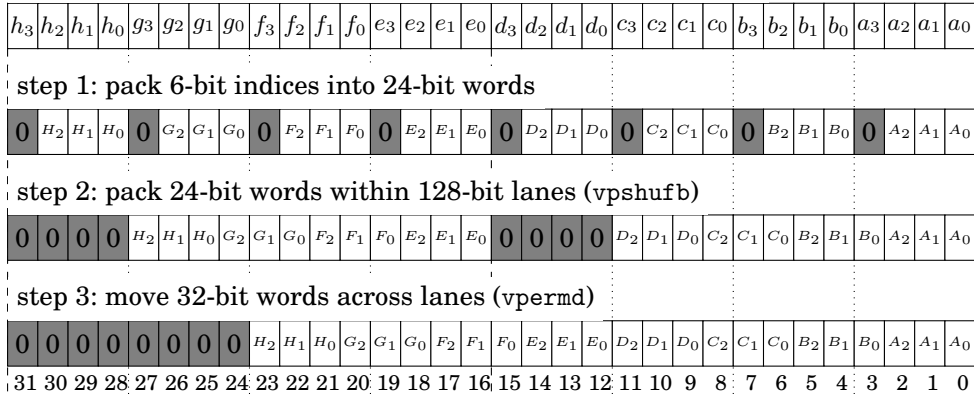 h3 h2 h1 h0 g3 g2 g1 g0 f3 f2 f1 f0 e3 e2 e1 e0 d3 d2 d1 d0 c3 c2 c1 c0 b3 b2 b1 b0 a3 a2 a1 a0
step 1: pack 6-bit indices into 24-bit words
0 H2 H1 H0 0 G2 G1 G0 0 F2 F1 F0 0 E2 E1 E0 0 D2 D1 D0 0 C2 C1 C0 0 B2 B1 B0 0 A2 A1 A0
step 2: pack 24-bit words within 128-bit lanes (vpshufb)
0 0 0 0 H2 H1 H0 G2 G1 G0 F2 F1 F0 E2 E1 E0 0 0 0 0 D2 D1 D0 C2 C1 C0 B2 B1 B0 A2 A1 A0
step 3: move 32-bit words across lanes (vpermd)
0 0 0 0 0 0 0 0 H2 H1 H0 G2 G1 G0 F2 F1 F0 E2 E1 E0 D2 D1 D0 C2 C1 C0 B2 B1 B0 A2 A1 A0
31 30 29 28 27 26 25 24 23 22 21 20 19 18 17 16 15 14 13 12 11 10 9 8 7 6 5 4 3 2 1 0